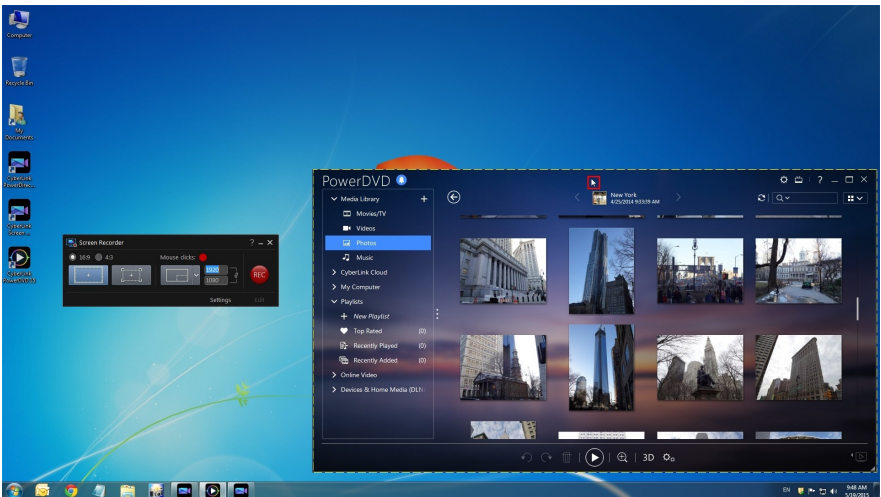 Computer
Recycle Bin
My
Documents
CyberLink
PowerDirec...
CyberLink
Screen ...
CyberLink
PowerDVD 15
Screen Recorder
?
16:9
4:3
Mouse clicks:
1920
1080
REC
Settings
Edit
PowerDVD
New York
4/25/2014 9:33:39 AM
?
Media Library
+
Movies/TV
Videos
Photos
Music
CyberLink Cloud
My Computer
Playlists
+ New Playlist
Top Rated (0)
Recently Played (0)
Recently Added (0)
Online Video
Devices & Home Media (DLN
3D
EN
9:48 AM
5/19/2015